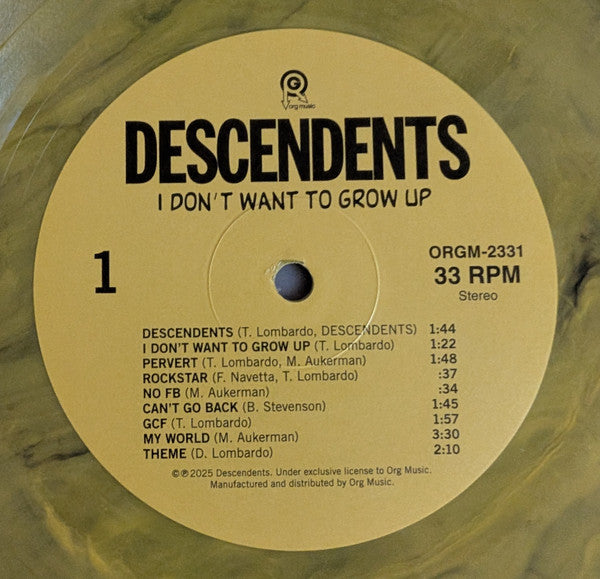 G
org music
DESCENDENTS
I DON'T WANT TO GROW UP
1
ORGM-2331
33 RPM
Stereo
DESCENDENTS (T. Lombardo, DESCENDENTS) 1:44
I DON'T WANT TO GROW UP (T. Lombardo) 1:22
PERVERT (T. Lombardo, M. Aukerman) 1:48
ROCKSTAR (F. Navetta, T. Lombardo) :37
NO FB (M. Aukerman) :34
CAN'T GO BACK (B. Stevenson) 1:45
GCF (T. Lombardo) 1:57
MY WORLD (M. Aukerman) 3:30
THEME (D. Lombardo) 2:10
©℗2025 Descendents. Under exclusive license to Org Music.
Manufactured and distributed by Org Music.